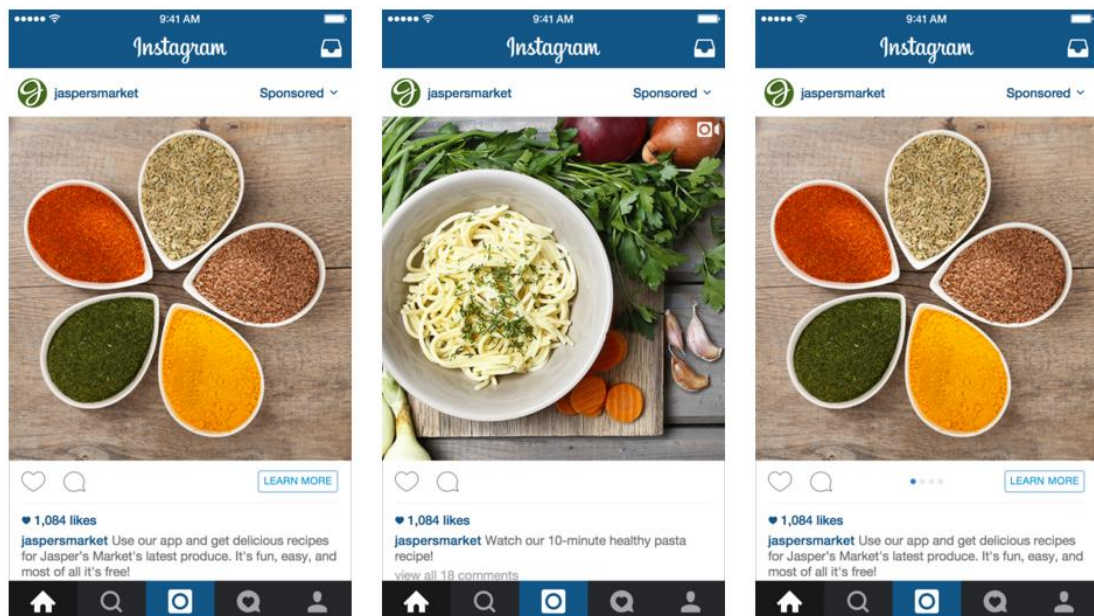 9:41 AM
Instagram
jaspersmarket Sponsored
LEARN MORE
1,084 likes
jaspersmarket Use our app and get delicious recipes
for Jasper's Market's latest produce. It's fun, easy, and
most of all it's free!
9:41 AM
Instagram
jaspersmarket Sponsored
1,084 likes
jaspersmarket Watch our 10-minute healthy pasta
recipe!
view all 18 comments
9:41 AM
Instagram
jaspersmarket Sponsored
LEARN MORE
1,084 likes
jaspersmarket Use our app and get delicious recipes
for Jasper's Market's latest produce. It's fun, easy, and
most of all it's free!